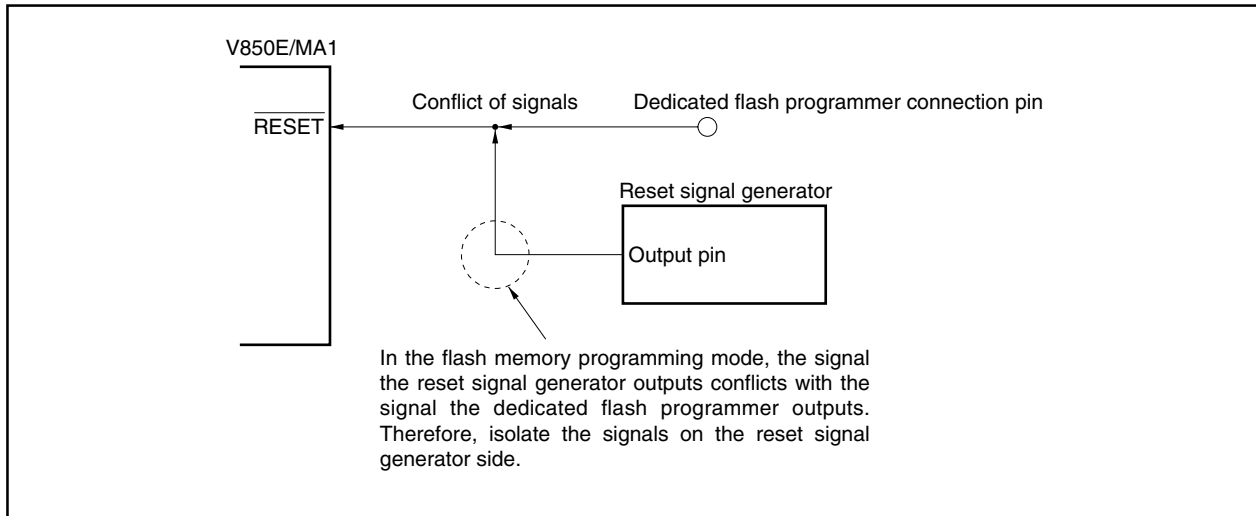 V850E/MA1
Conflict of signals
Dedicated flash programmer connection pin
RESET
Reset signal generator
Output pin
In the flash memory programming mode, the signal
the reset signal generator outputs conflicts with the
signal the dedicated flash programmer outputs.
Therefore, isolate the signals on the reset signal
generator side.